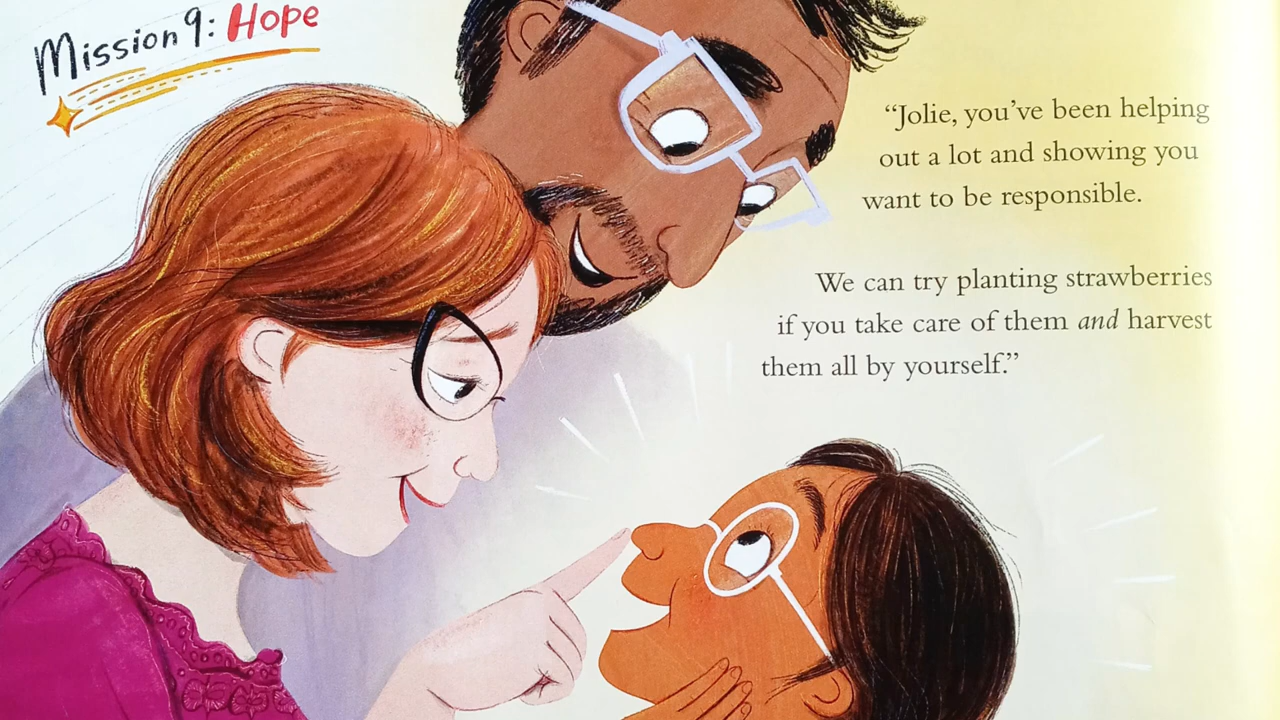 Mission 9: Hope
“Jolie, you’ve been helping
out a lot and showing you
want to be responsible.
We can try planting strawberries
if you take care of them and harvest
them all by yourself.”